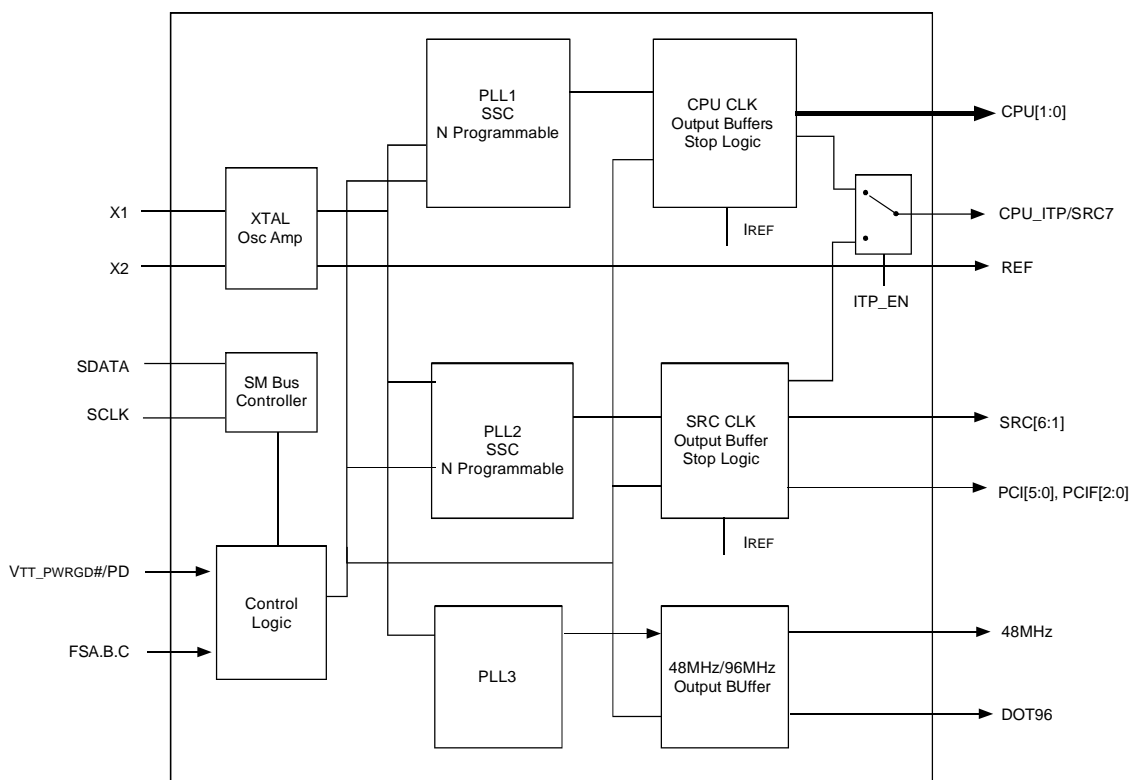 PLL1
SSC
N Programmable
CPU CLK
Output Buffers
Stop Logic
CPU[1:0]
X1
XTAL
Osc Amp
CPU_ITP/SRC7
IREF
X2
REF
ITP_EN
SDATA
SM Bus
Controller
SCLK
PLL2
SSC
N Programmable
SRC CLK
Output Buffer
Stop Logic
SRC[6:1]
PCI[5:0], PCIF[2:0]
IREF
VTT_PWRGD#/PD
Control
Logic
FSA.B.C
PLL3
48MHz/96MHz
Output BUffer
48MHz
DOT96